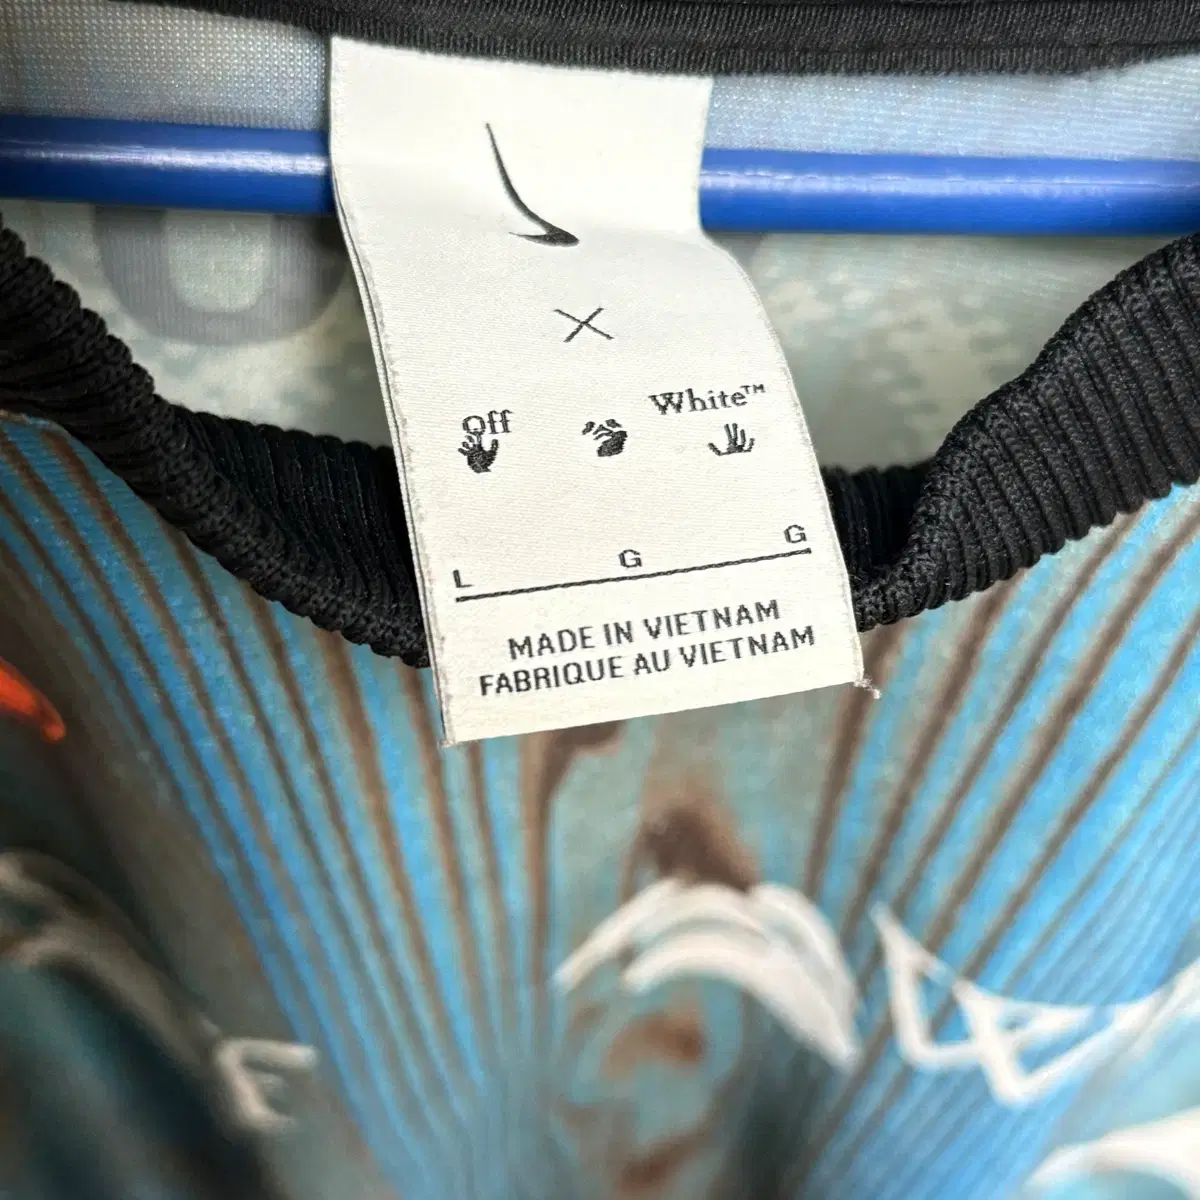 Off White™
L G G
MADE IN VIETNAM
FABRIQUE AU VIETNAM